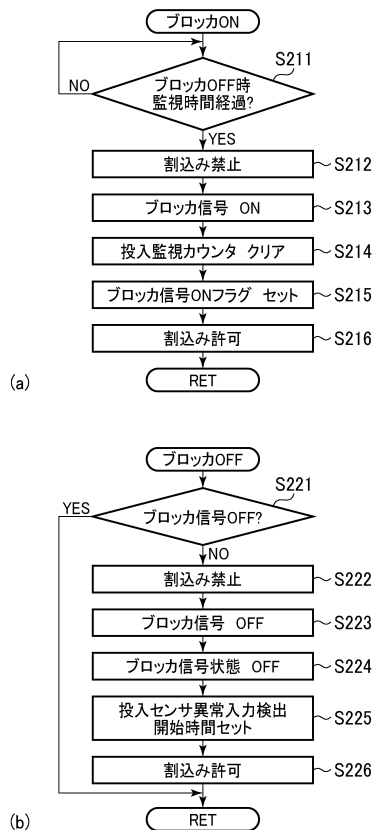 ブロッカON
S211
NO
ブロッカOFF時
監視時間経過?
YES
割込み禁止
S212
ブロッカ信号 ON
S213
投入監視カウンタ クリア
S214
ブロッカ信号ONフラグ セット
S215
割込み許可
S216
(a)
RET
ブロッカOFF
S221
YES
ブロッカ信号OFF?
NO
割込み禁止
S222
ブロッカ信号 OFF
S223
ブロッカ信号状態 OFF
S224
投入センサ異常入力検出
開始時間セット
S225
割込み許可
S226
(b)
RET